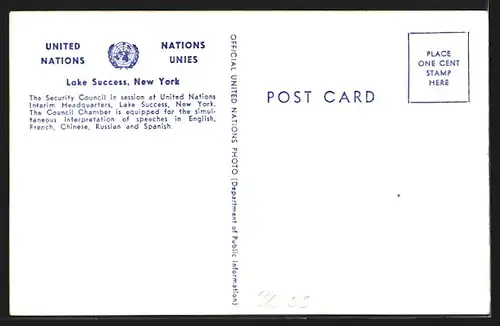 UNITED NATIONS
NATIONS UNIES
Lake Success, New York
The Security Council in session at United Nations
Interim Headquarters, Lake Success, New York.
The Council Chamber is equipped for the simul-
taneous interpretation of speeches in English,
French, Chinese, Russian and Spanish.
OFFICIAL UNITED NATIONS PHOTO (Department of Public Information)
POST CARD
PLACE
ONE CENT
STAMP
HERE